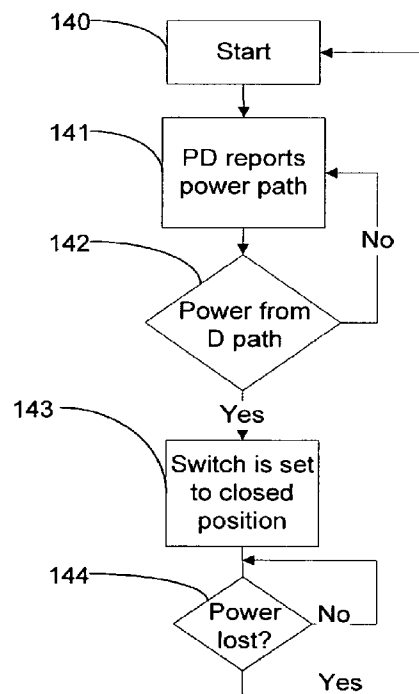 140
Start
141
PD reports
power path
No
142
Power from
D path
Yes
143
Switch is set
to closed
position
144
Power
lost?
No
Yes